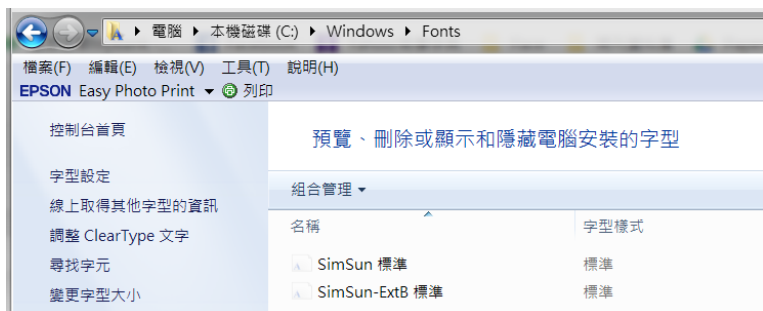 電腦 ▸ 本機磁碟 (C:) ▸ Windows ▸ Fonts
檔案(F) 編輯(E) 檢視(V) 工具(T) 說明(H)
EPSON Easy Photo Print 列印
控制台首頁
預覽、刪除或顯示和隱藏電腦安裝的字型
字型設定
組合管理
線上取得其他字型的資訊
名稱 字型樣式
調整 ClearType 文字
尋找字元
SimSun 標準 標準
變更字型大小
SimSun-ExtB 標準 標準